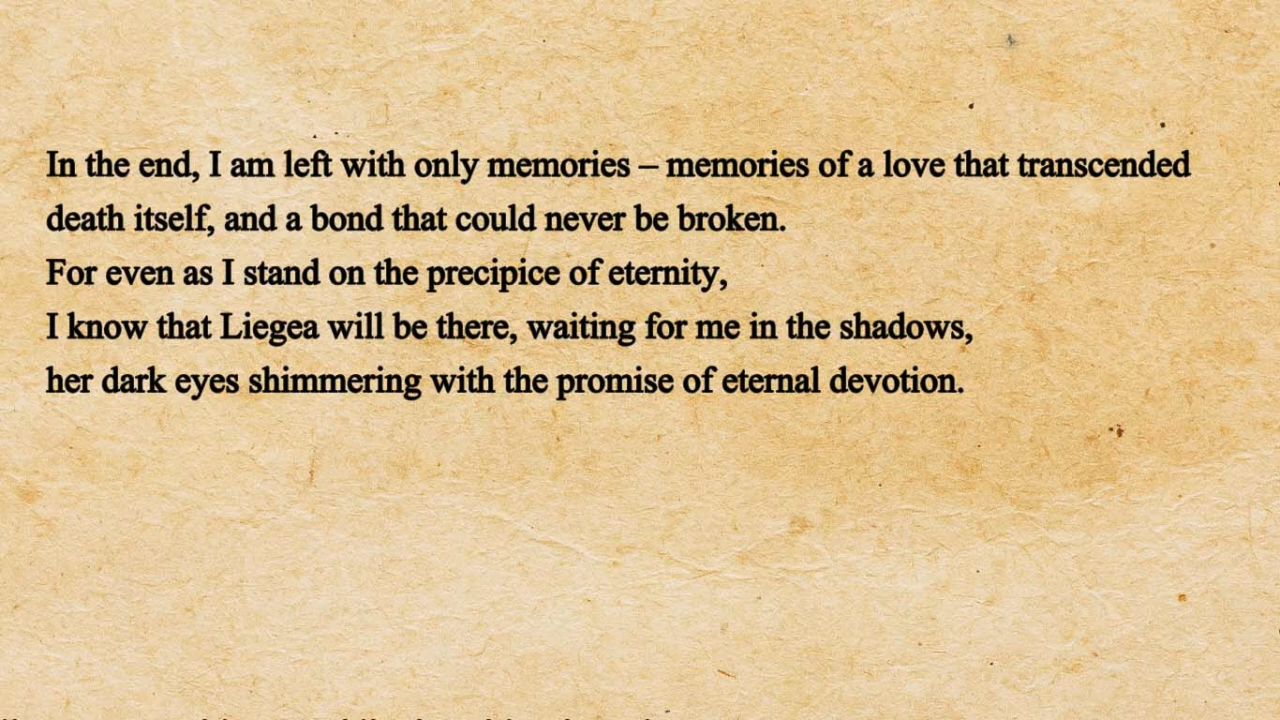 In the end, I am left with only memories – memories of a love that transcended
death itself, and a bond that could never be broken.
For even as I stand on the precipice of eternity,
I know that Liegea will be there, waiting for me in the shadows,
her dark eyes shimmering with the promise of eternal devotion.